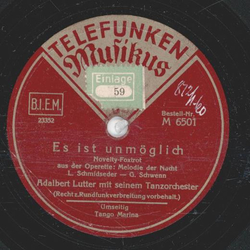 TELEFUNKEN
Musikus
Einlage
59
B.I.E.M.
23352
Bestell-Nr.
M 6501
Es ist unmöglich
Novelty-Foxtrot
aus der Operette: Melodie der Nacht
L. Schmidseder - G. Schwenn
Adalbert Lutter mit seinem Tanzorchester
(Rechts z. Rundfunkverbreitung vorbehalt.)
Umseitig
Tango Marina